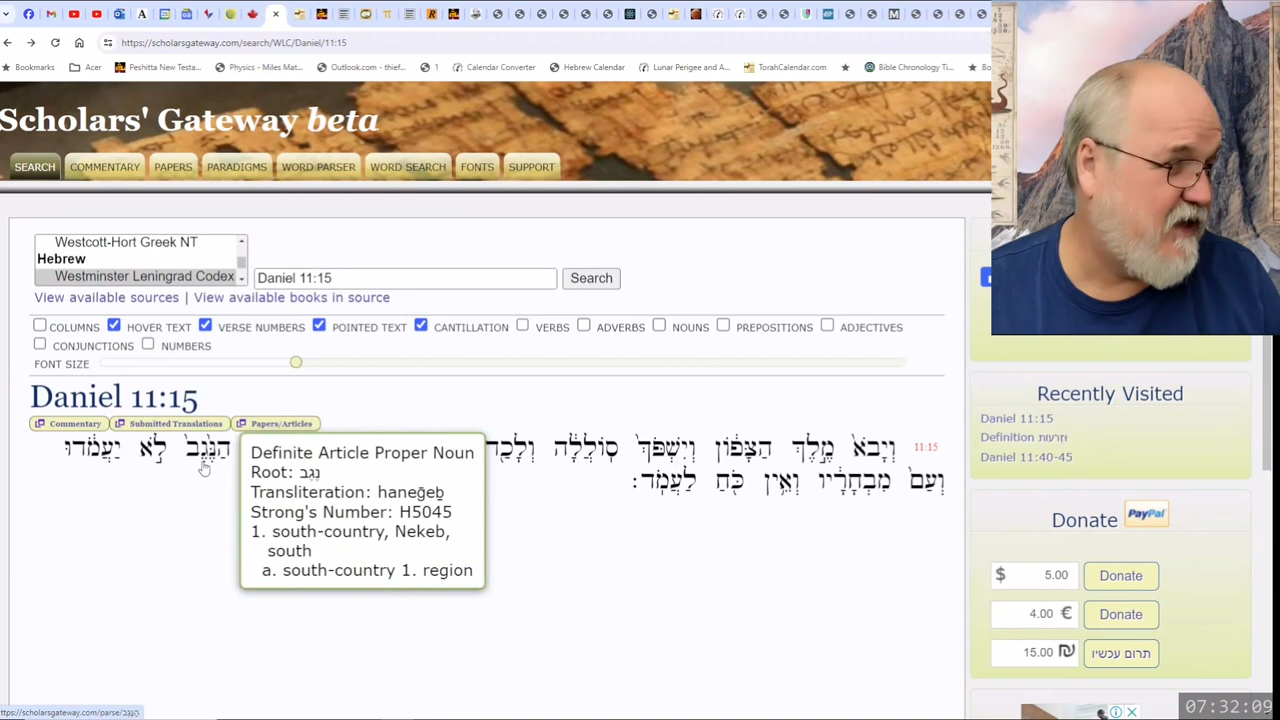 https://scholarsgateway.com/search/WLC/Daniel/11:15
Bookmarks Acer Peshitta New Testa... Physics - Miles Mat... Outlook.com - thief... 1 Calendar Converter Hebrew Calendar Lunar Perigee and A... TorahCalendar.com Bible Chronology Ti...
Scholars' Gateway beta
SEARCH COMMENTARY PAPERS PARADIGMS WORD PARSER WORD SEARCH FONTS SUPPORT
Westcott-Hort Greek NT
Hebrew
Westminster Leningrad Codex
Daniel 11:15 Search
View available sources | View available books in source
COLUMNS HOVER TEXT VERSE NUMBERS POINTED TEXT CANTILLATION VERBS ADVERBS NOUNS PREPOSITIONS ADJECTIVES
CONJUNCTIONS NUMBERS
FONT SIZE
Daniel 11:15
Commentary Submitted Translations Papers/Articles
11:15 וְיָבֹא֙ מֶ֣לֶךְ הַצָּפ֔וֹן וְיִשְׁפֹּךְ֙ סֽוֹלֲלָ֔ה וְלָכַ֖ד הַנֶּ֙גֶב֙ לֹ֣א יַעֲמֹ֔דוּ
וְעַם֙ מִבְחָרָ֔יו וְאֵ֥ין כֹּ֖חַ לַעֲמֹֽד׃
Definite Article Proper Noun
Root: נֶגֶב
Transliteration: haneḡeḇ
Strong's Number: H5045
1. south-country, Nekeb,
south
a. south-country 1. region
Recently Visited
Daniel 11:15
Definition וזרעות
Daniel 11:40-45
Donate PayPal
$ 5.00 Donate
4.00 € Donate
15.00 ₪ תרום עכשיו
https://scholarsgateway.com/parse/הַנֶּ֙גֶב֙
07:32:09